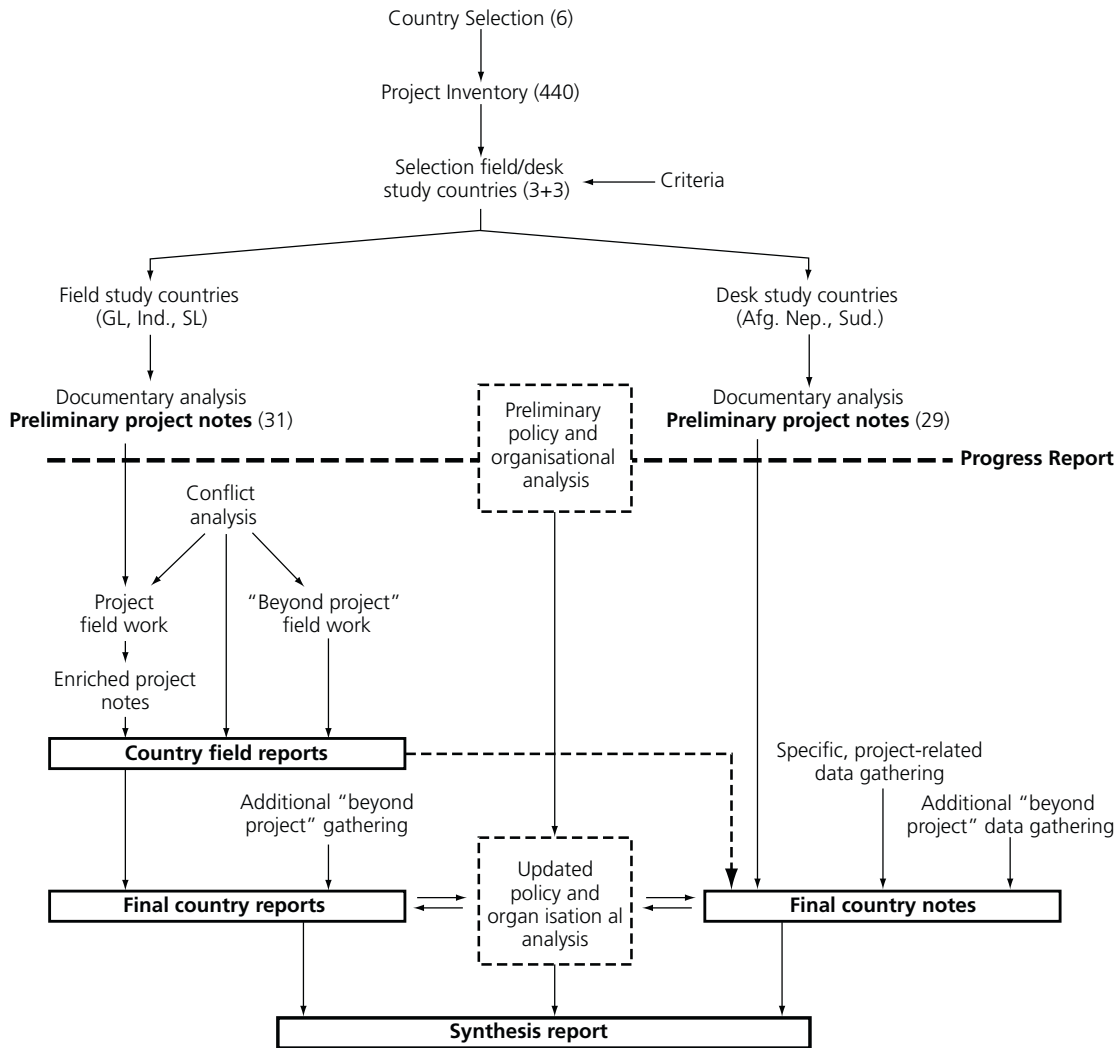 Country Selection (6)
Project Inventory (440)
Selection field/desk
study countries (3+3)
Criteria
Field study countries
(GL, Ind., SL)
Desk study countries
(Afg. Nep., Sud.)
Documentary analysis
Preliminary project notes (31)
Preliminary
policy and
organisational
analysis
Documentary analysis
Preliminary project notes (29)
Progress Report
Conflict
analysis
Project
field work
“Beyond project”
field work
Enriched project
notes
Country field reports
Specific, project-related
data gathering
Additional “beyond
project” gathering
Additional “beyond
project” data gathering
Updated
policy and
organ isation al
analysis
Final country reports
Final country notes
Synthesis report